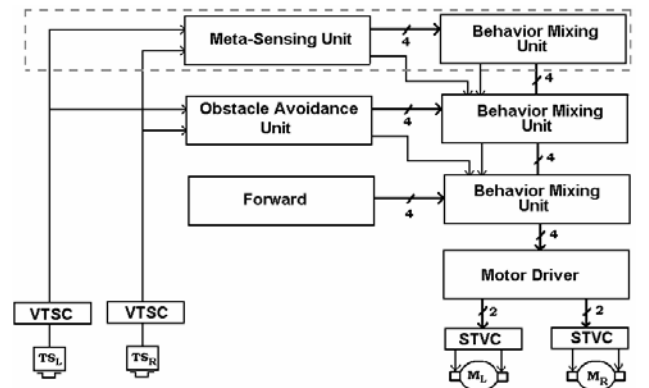 Meta-Sensing Unit
4
Behavior Mixing
Unit
4
Obstacle Avoidance
Unit
4
Behavior Mixing
Unit
4
Forward
4
Behavior Mixing
Unit
4
Motor Driver
VTSC
VTSC
2
2
STVC
STVC
TSL
TSR
ML
MR